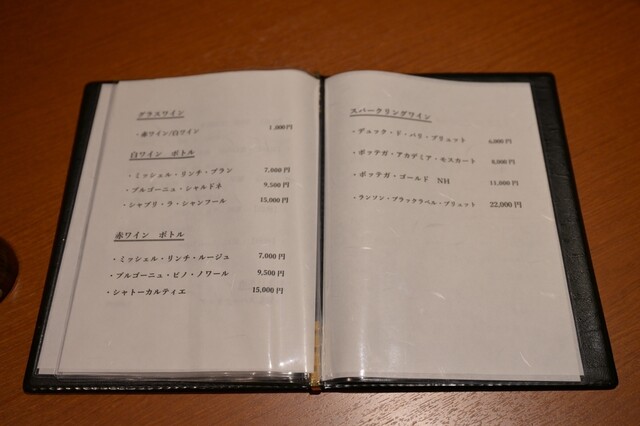 グラスワイン
・赤ワイン/白ワイン 1,000円
白ワイン ボトル
・ミッシェル・リンチ・ブラン 7,000円
・ブルゴーニュ・シャルドネ 9,500円
・シャブリ・ラ・シャンフール 15,000円
赤ワイン ボトル
・ミッシェル・リンチ・ルージュ 7,000円
・ブルゴーニュ・ピノ・ノワール 9,500円
・シャトーカルティエ 15,000円
スパークリングワイン
・デュック・ド・パリ・ブリュット 6,000円
・ボッテガ・アカデミア・モスカート 8,000円
・ボッテガ・ゴールド NH 11,000円
・ランソン・ブラックラベル・ブリュット 22,000円